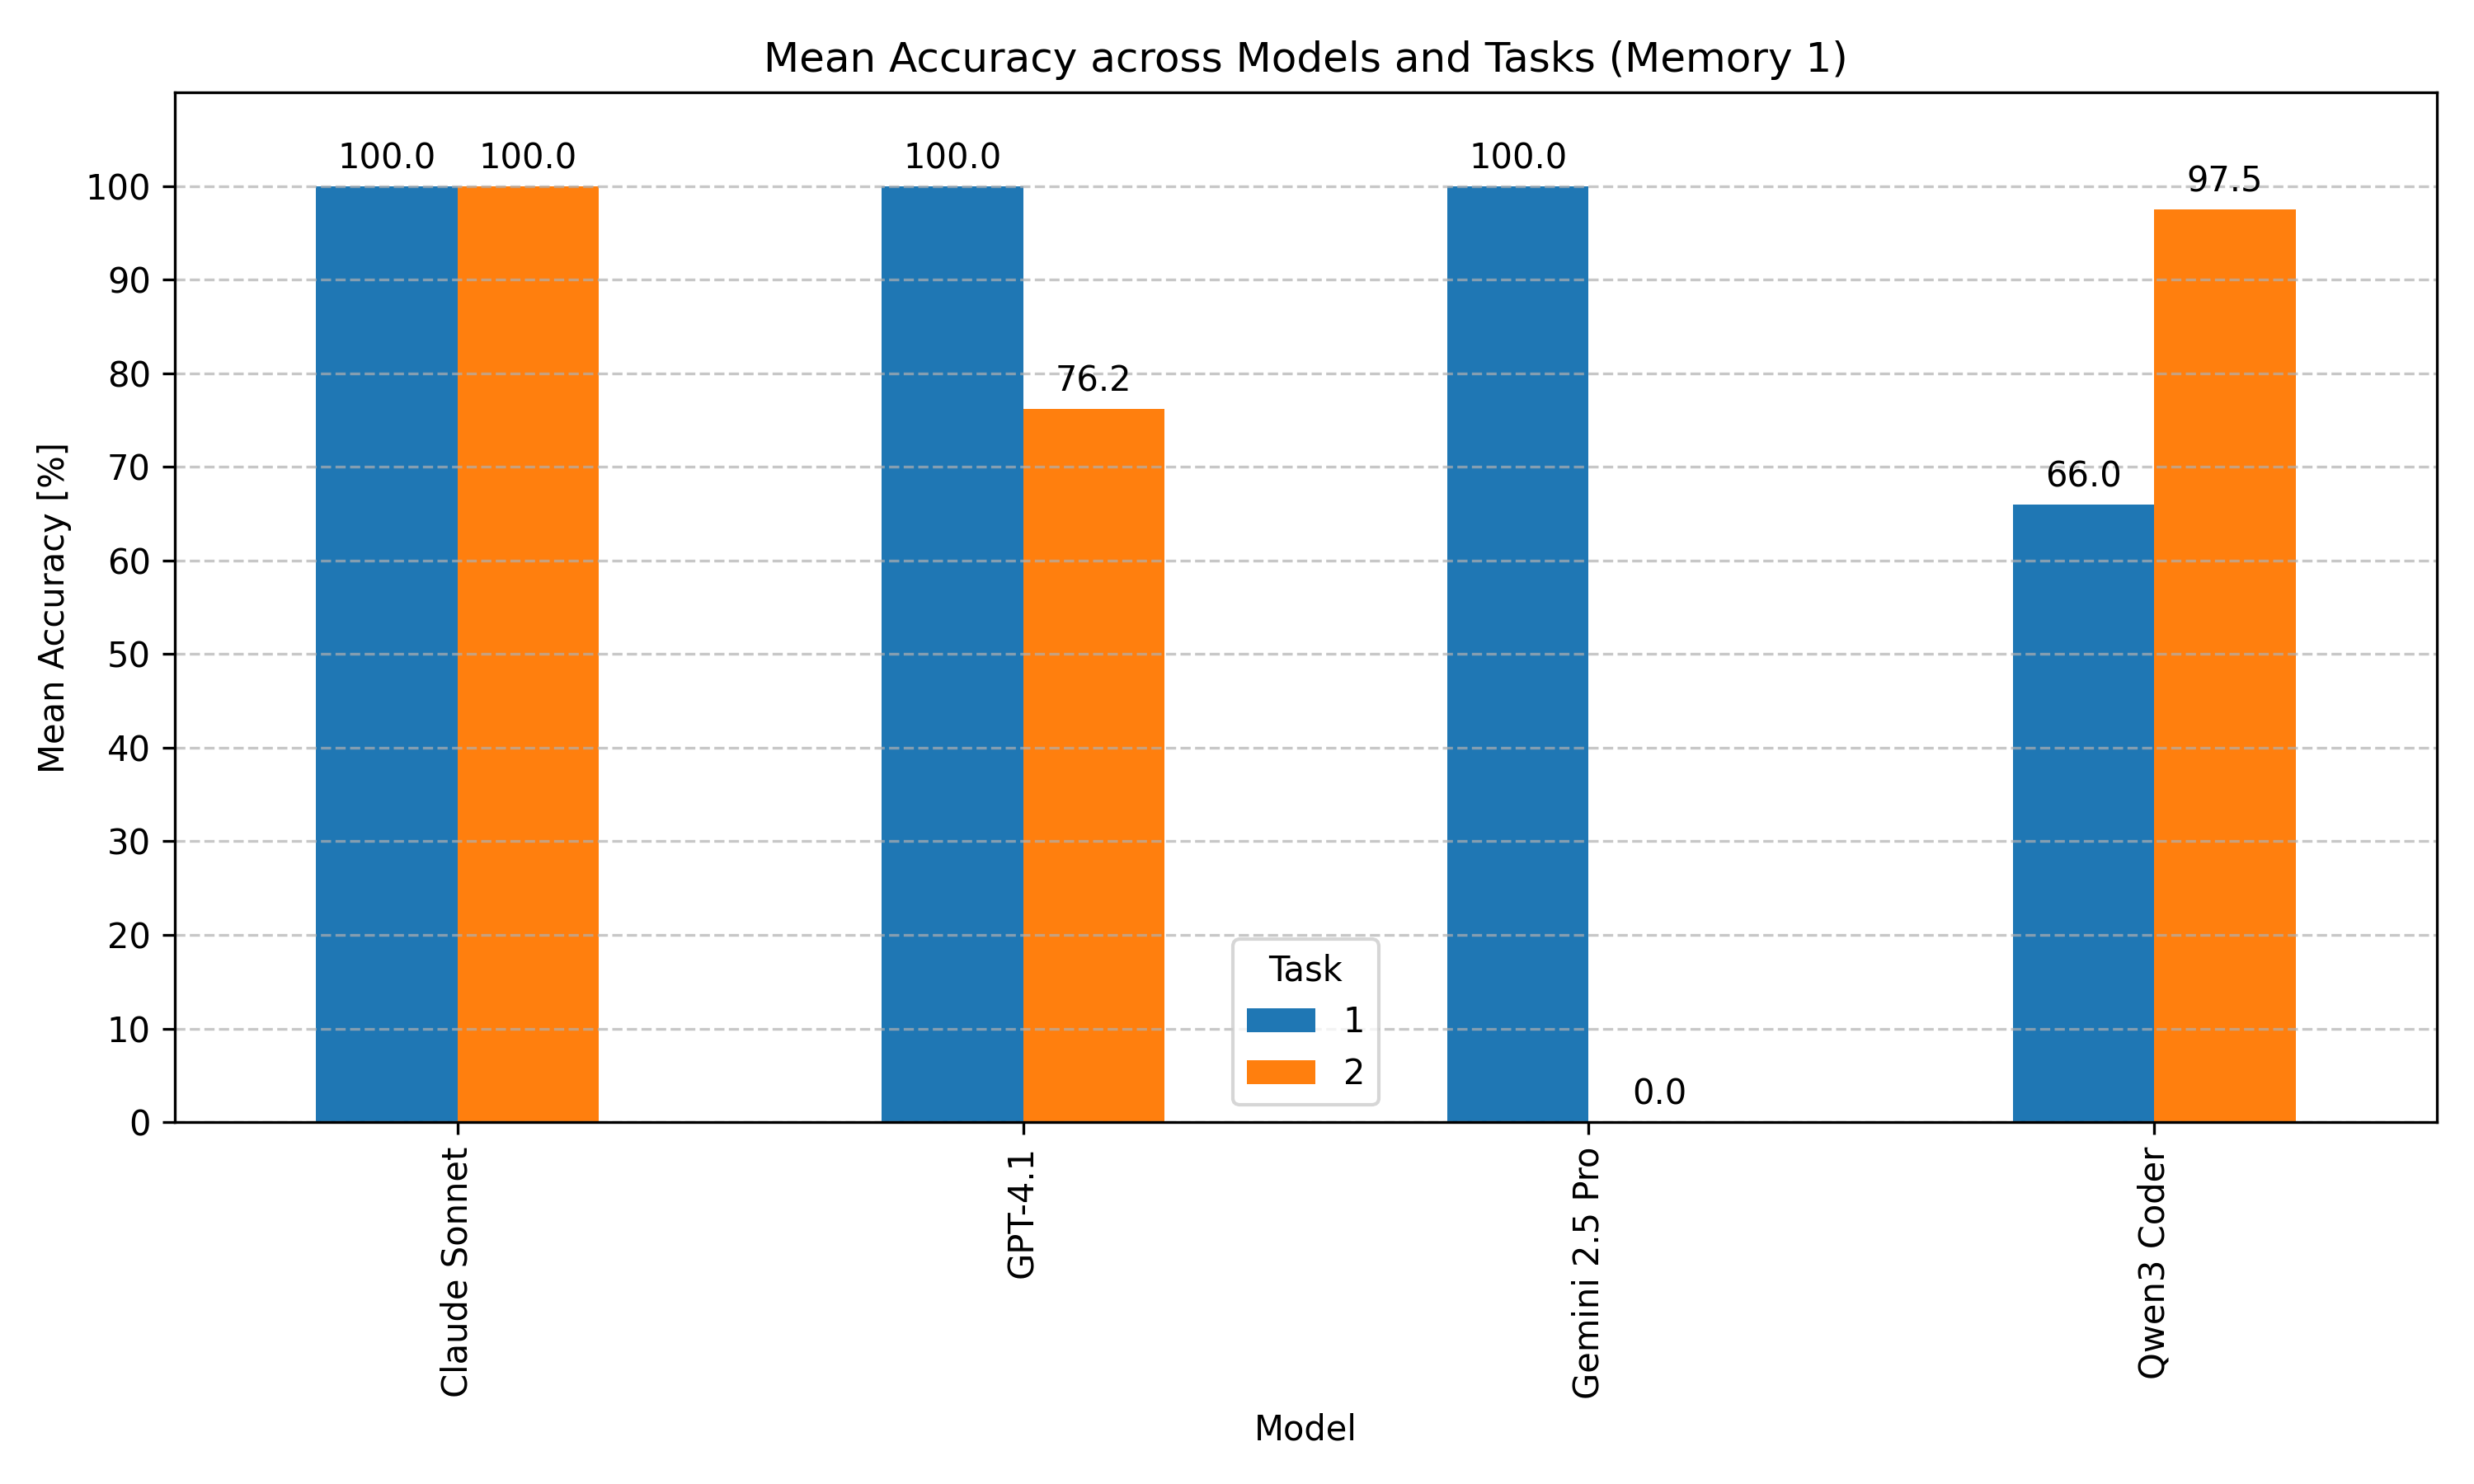 Mean Accuracy across Models and Tasks (Memory 1)
100.0 100.0 100.0 100.0 97.5
76.2
66.0
0.0
100
90
80
70
60
50
40
30
20
10
0
Mean Accuracy [%]
Task
1
2
Claude Sonnet
GPT-4.1
Gemini 2.5 Pro
Qwen3 Coder
Model